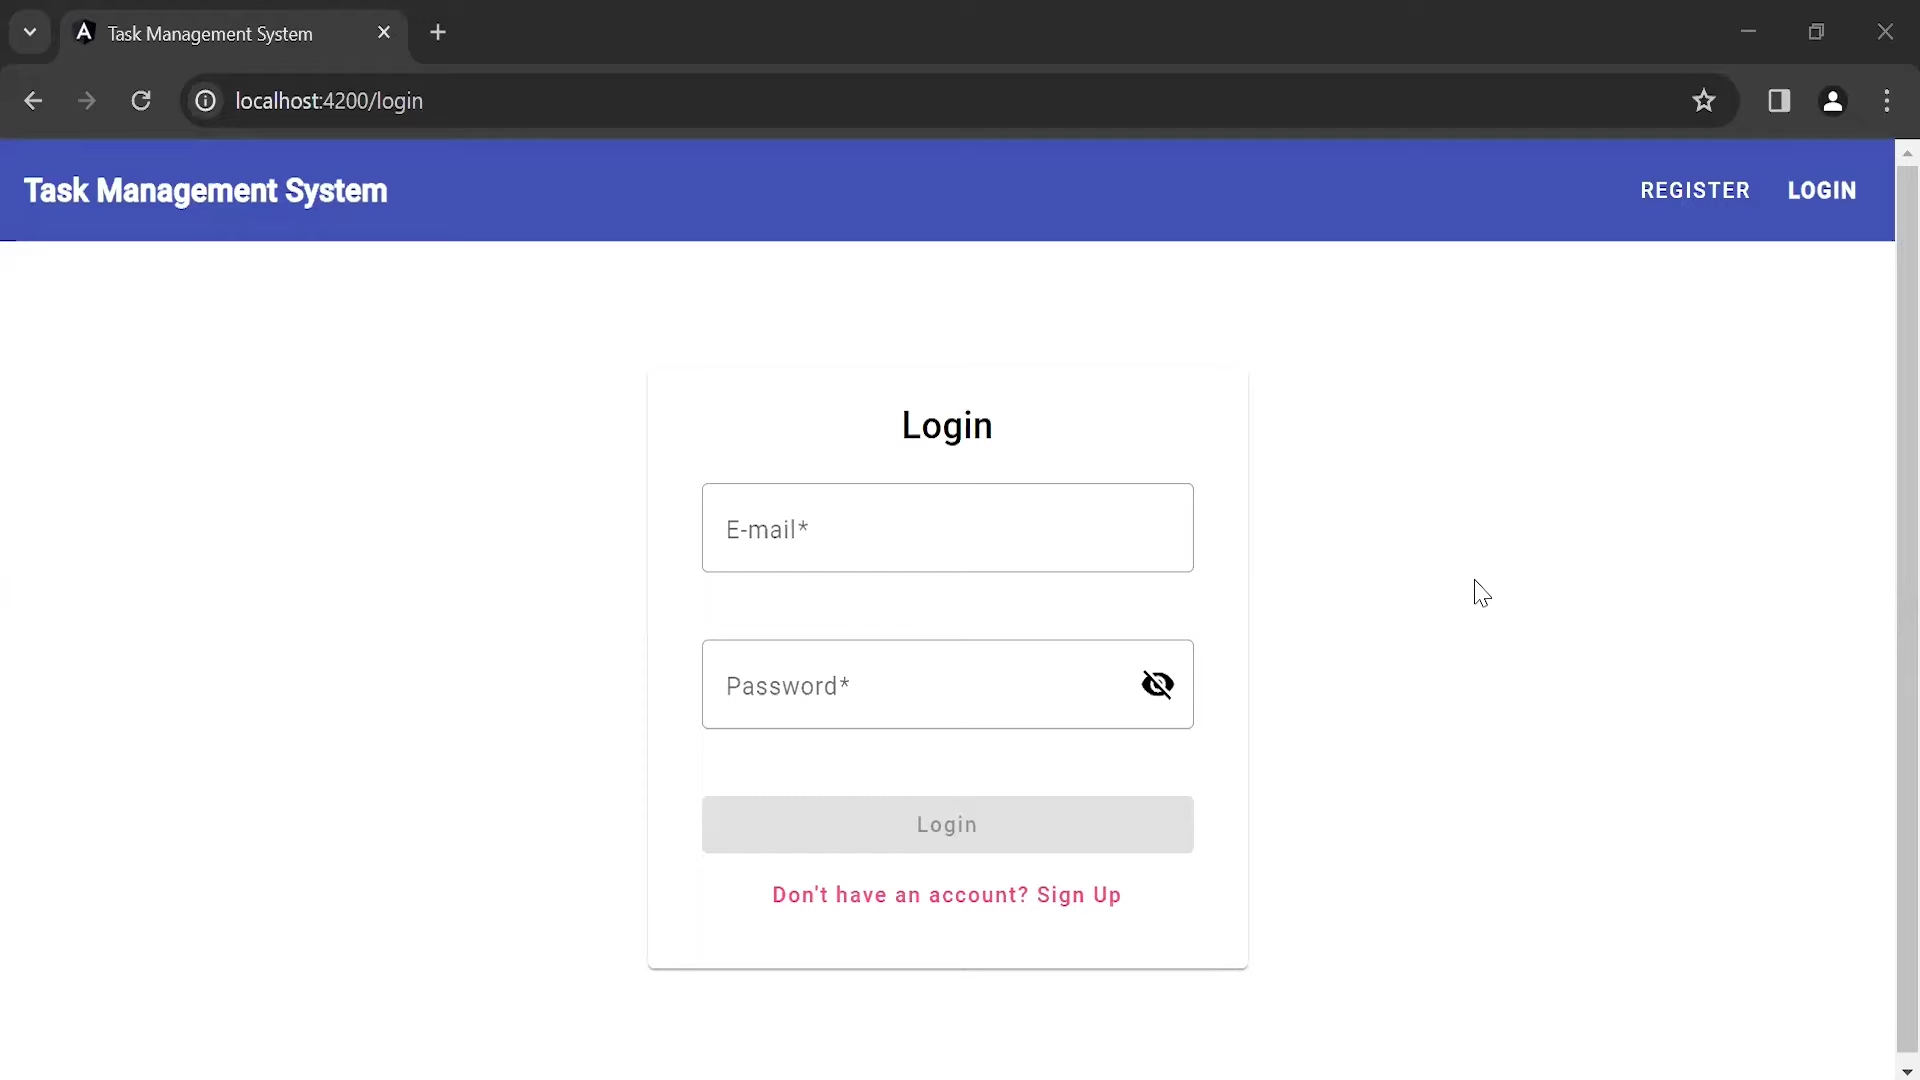 Task Management System
localhost:4200/login
Task Management System
REGISTER
LOGIN
Login
E-mail*
Password*
Login
Don't have an account? Sign Up